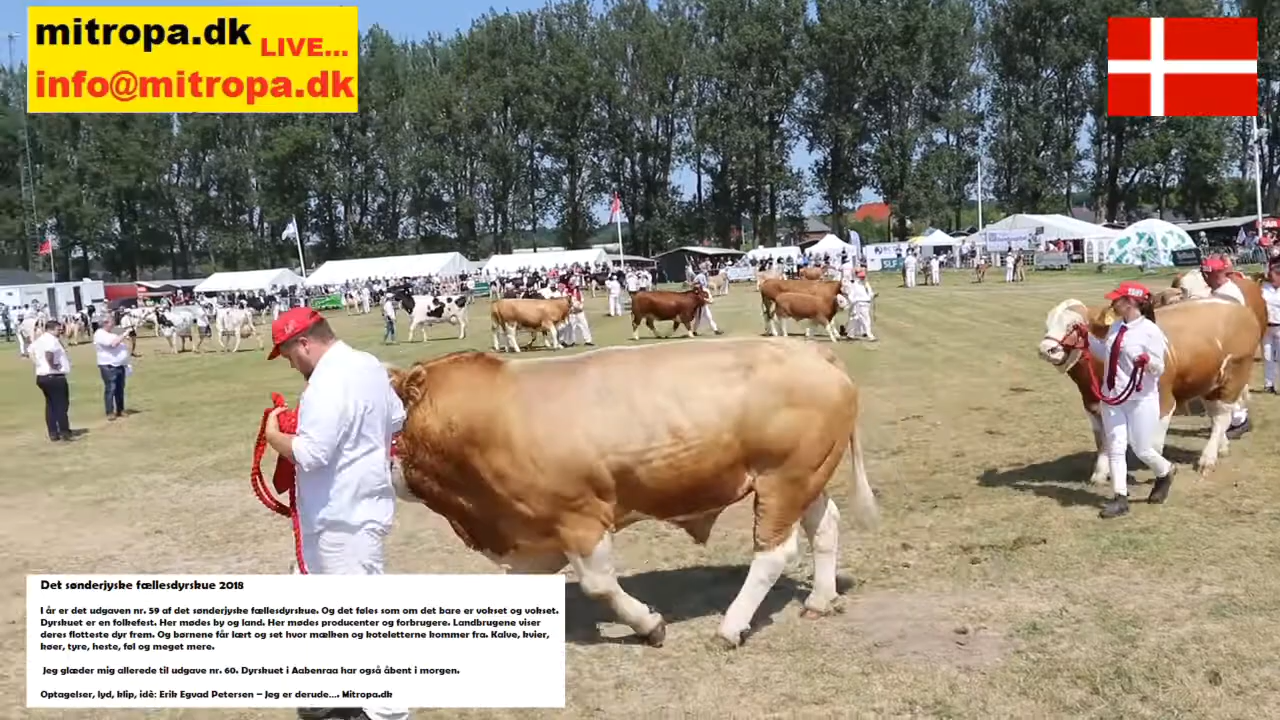 mitropa.dk LIVE...
info@mitropa.dk
Det sønderjyske fællesdyrskue 2018
I år er det udgaven nr. 59 af det sønderjyske fællesdyrskue. Og det føles som om det bare er vokset og vokset.
Dyrskuet er en folkefest. Her mødes by og land. Her mødes producenter og forbrugere. Landbrugene viser
deres flotteste dyr frem. Og børnene får lært og set hvor mælken og koteletterne kommer fra. Kalve, kvier,
køer, tyre, heste, føl og meget mere.
Jeg glæder mig allerede til udgave nr. 60. Dyrskuet i Aabenraa har også åbent i morgen.
Optagelser, lyd, klip, idè: Erik Egvad Petersen – Jeg er derude.... Mitropa.dk